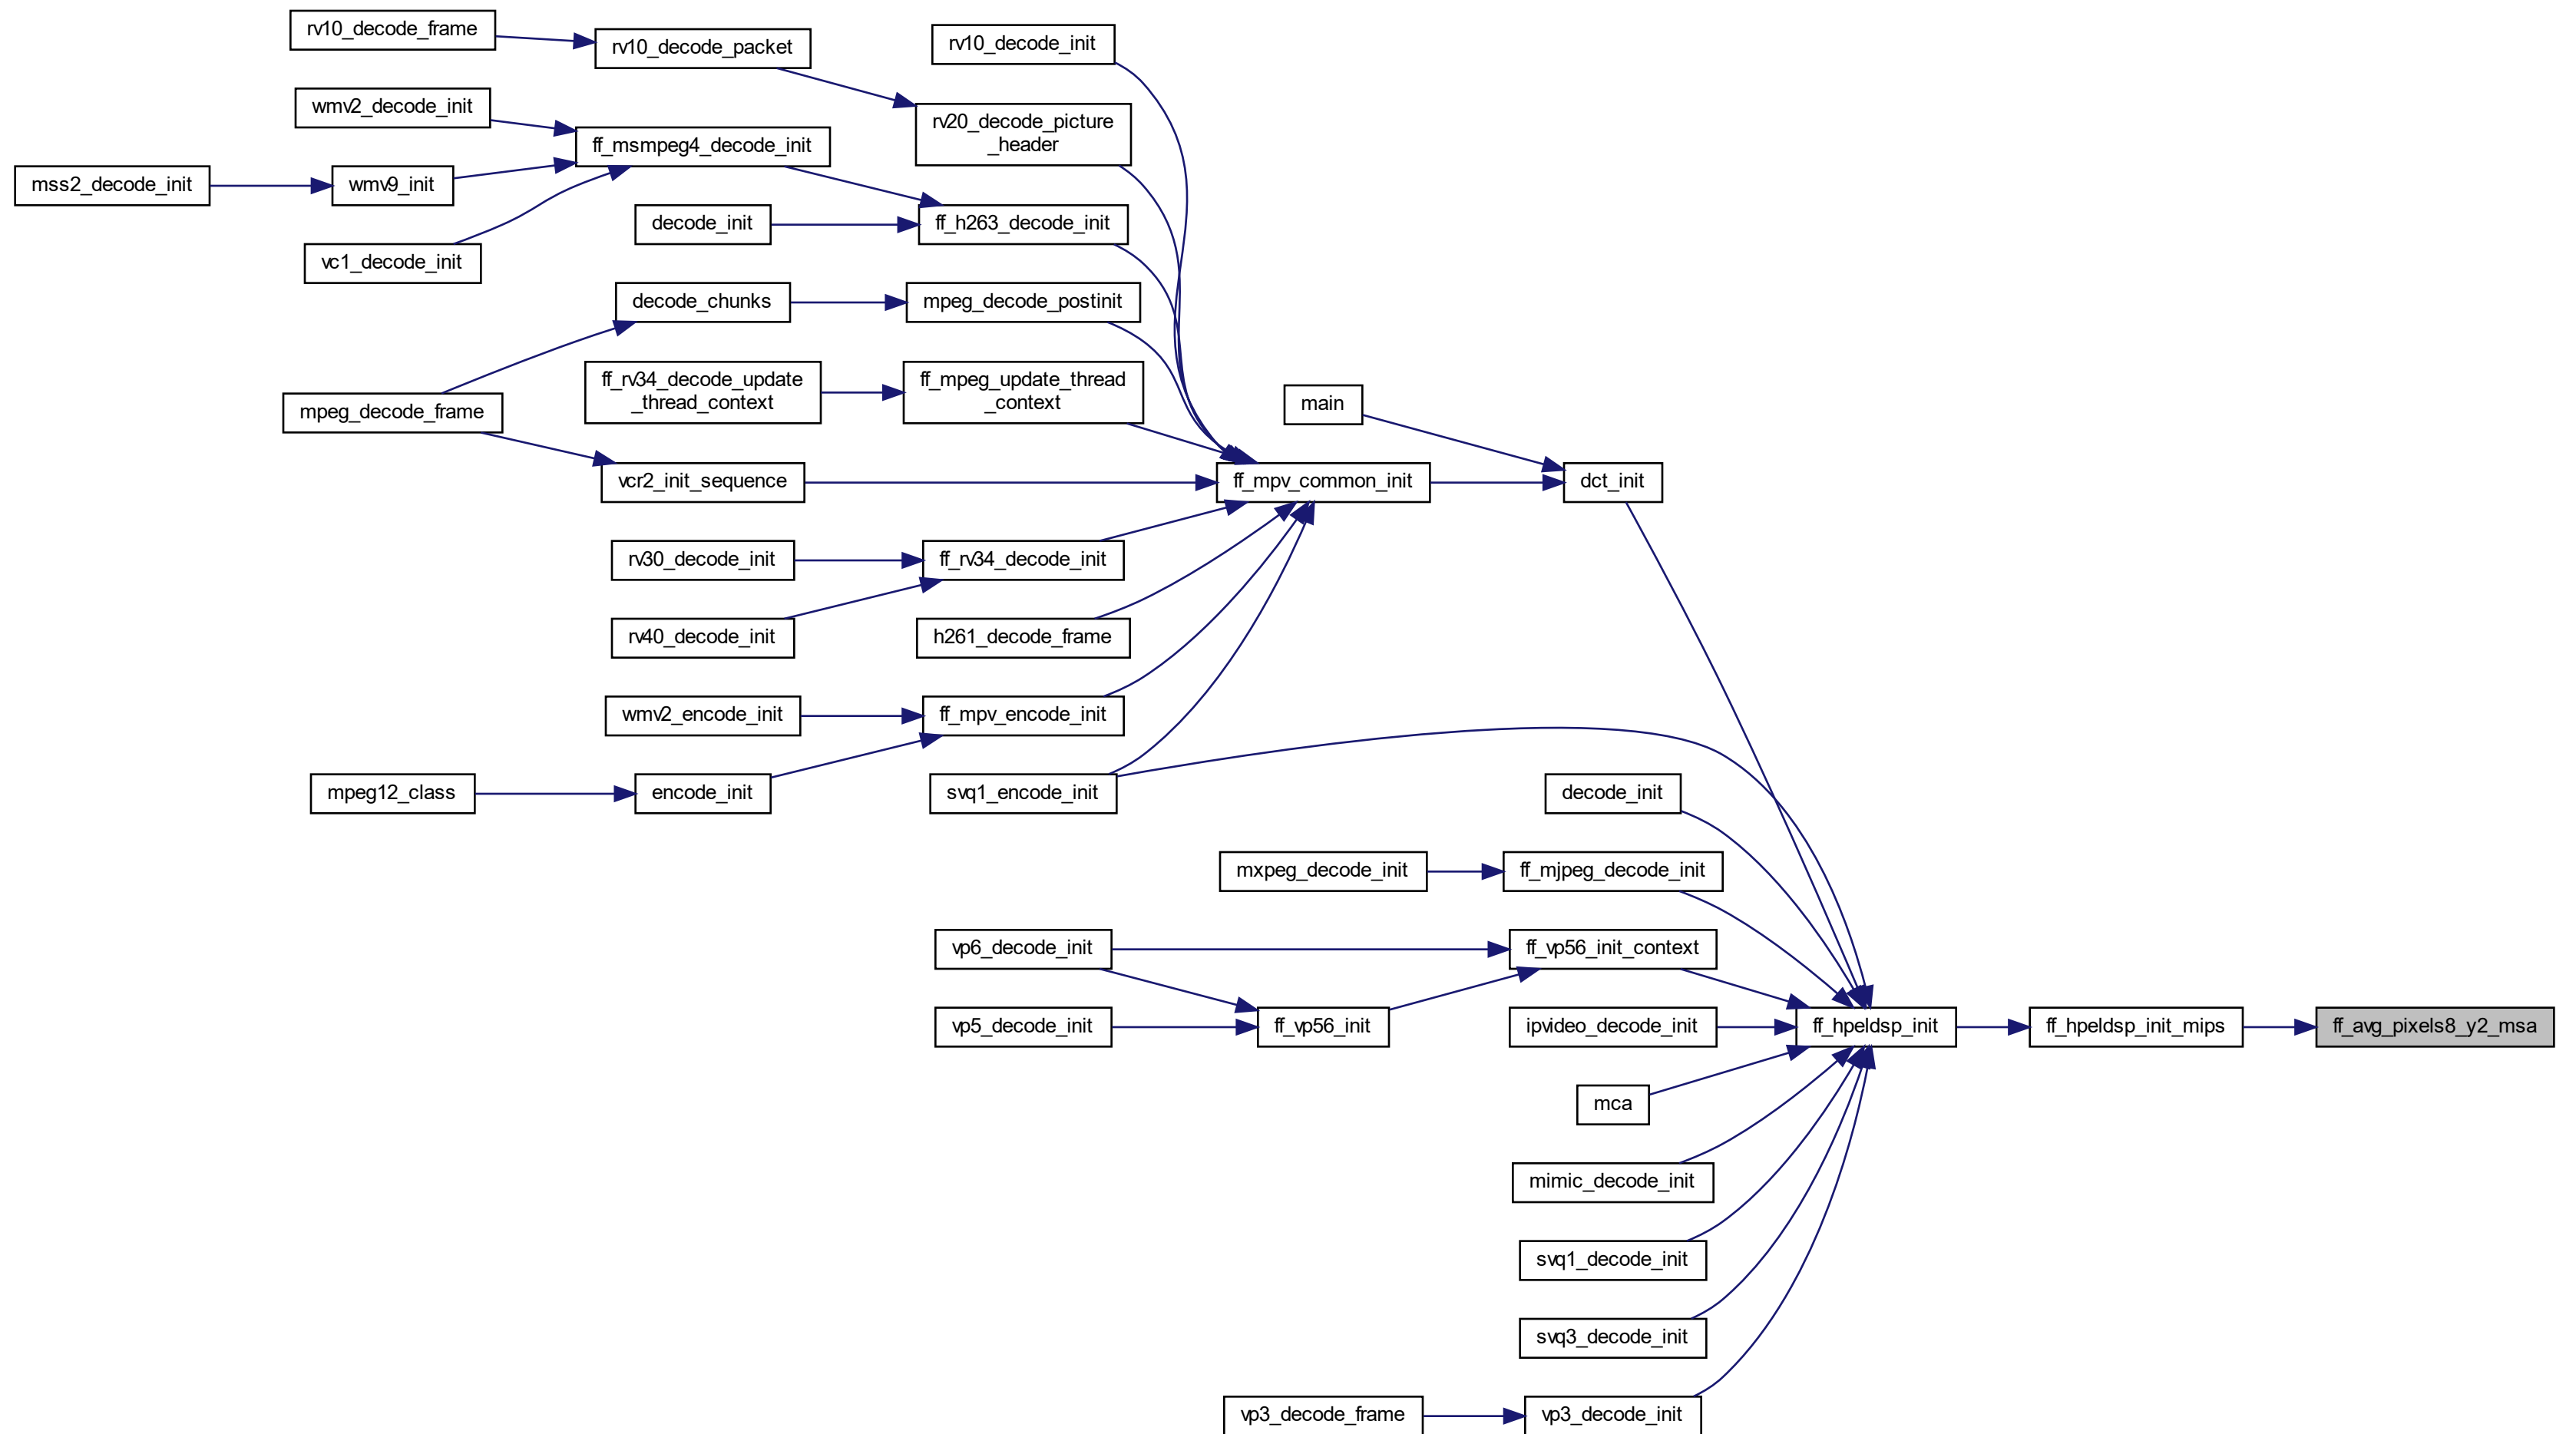 rv10_decode_frame
rv10_decode_packet
rv10_decode_init
wmv2_decode_init
rv20_decode_picture
_header
ff_msmpeg4_decode_init
mss2_decode_init
wmv9_init
decode_init
ff_h263_decode_init
vc1_decode_init
decode_chunks
mpeg_decode_postinit
ff_rv34_decode_update
_thread_context
ff_mpeg_update_thread
_context
main
mpeg_decode_frame
vcr2_init_sequence
ff_mpv_common_init
dct_init
rv30_decode_init
ff_rv34_decode_init
rv40_decode_init
h261_decode_frame
wmv2_encode_init
ff_mpv_encode_init
mpeg12_class
encode_init
svq1_encode_init
decode_init
mxpeg_decode_init
ff_mjpeg_decode_init
vp6_decode_init
ff_vp56_init_context
vp5_decode_init
ff_vp56_init
ipvideo_decode_init
ff_hpeldsp_init
ff_hpeldsp_init_mips
ff_avg_pixels8_y2_msa
mca
mimic_decode_init
svq1_decode_init
svq3_decode_init
vp3_decode_frame
vp3_decode_init